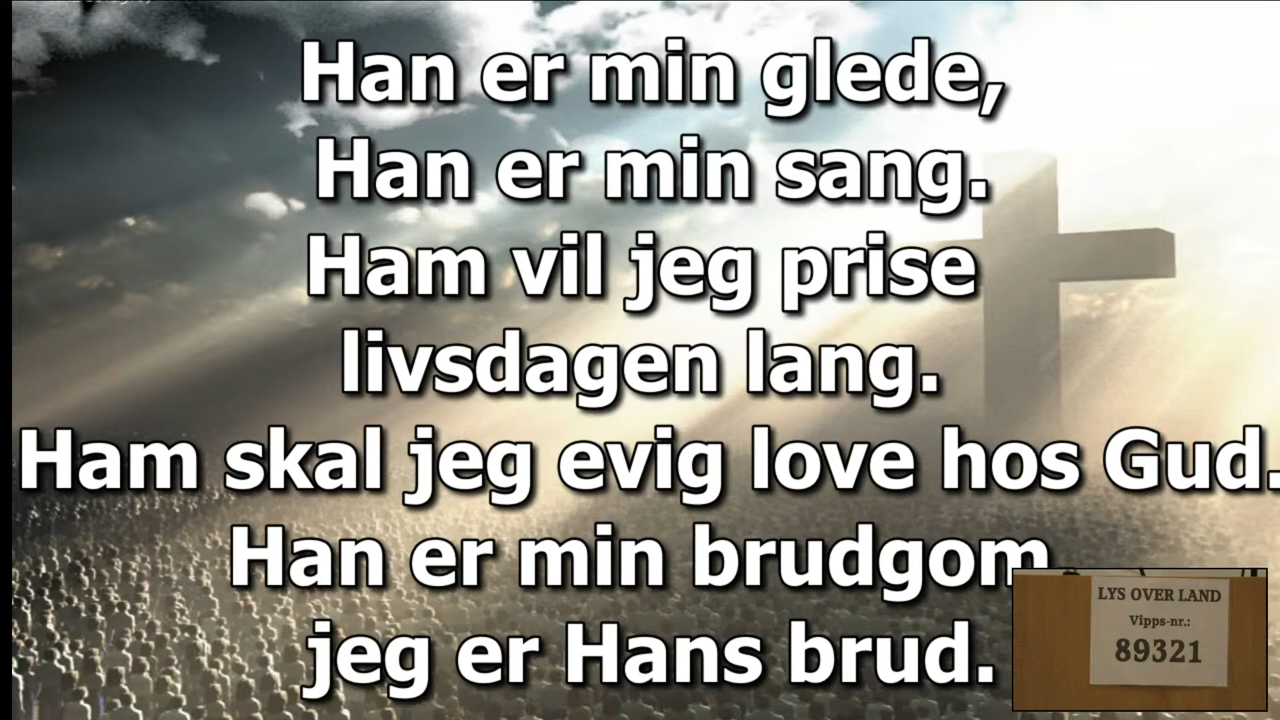 Han er min glede,
Han er min sang.
Ham vil jeg prise
livsdagen lang.
Ham skal jeg evig love hos Gud.
Han er min brudgom
jeg er Hans brud.
LYS OVER LAND
Vipps-nr.:
89321